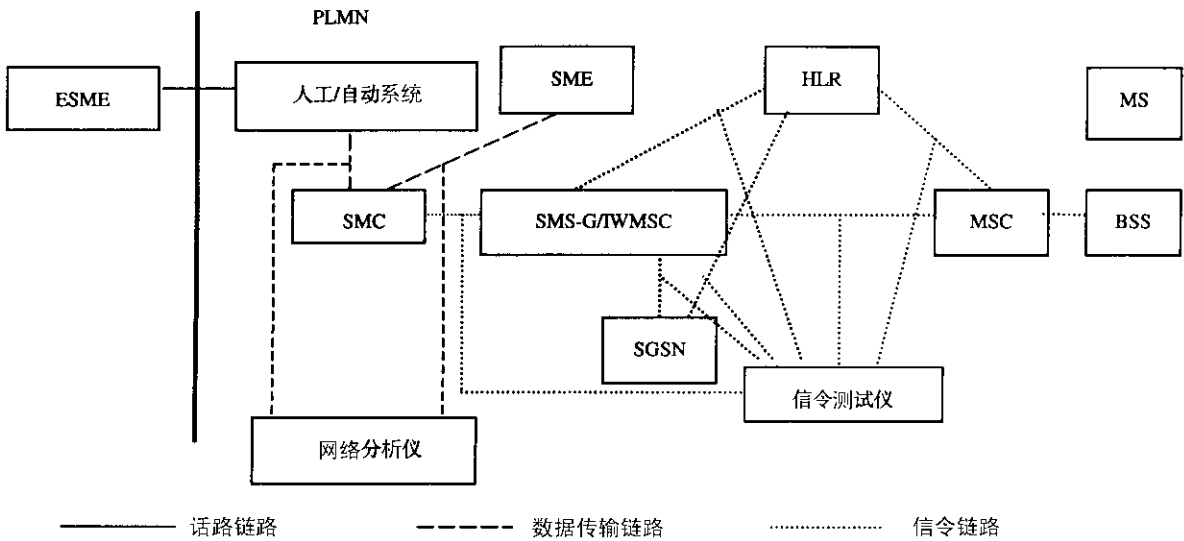 PLMN
ESME
人工/自动系统
SME
HLR
MS
SMC
SMS-G/IWMSC
MSC
BSS
SGSN
信令测试仪
网络分析仪
话路链路
数据传输链路
信令链路